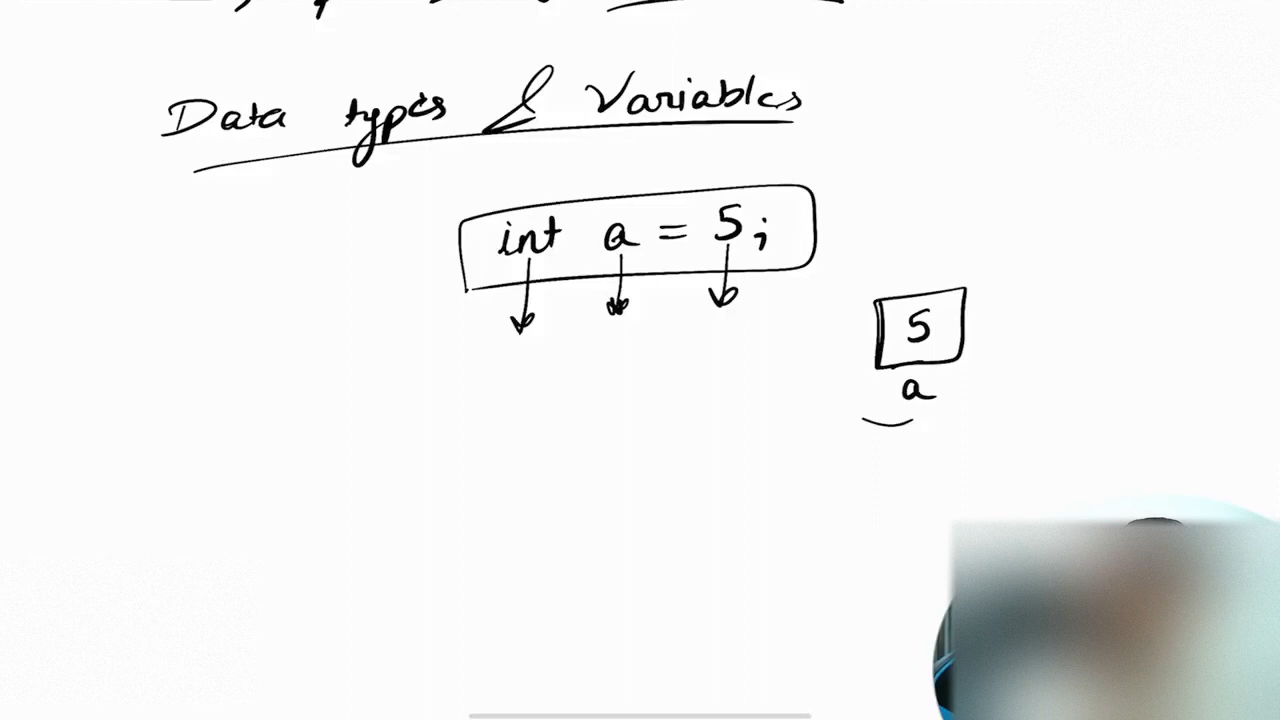 Data types & Variables
int a = 5;
5
a